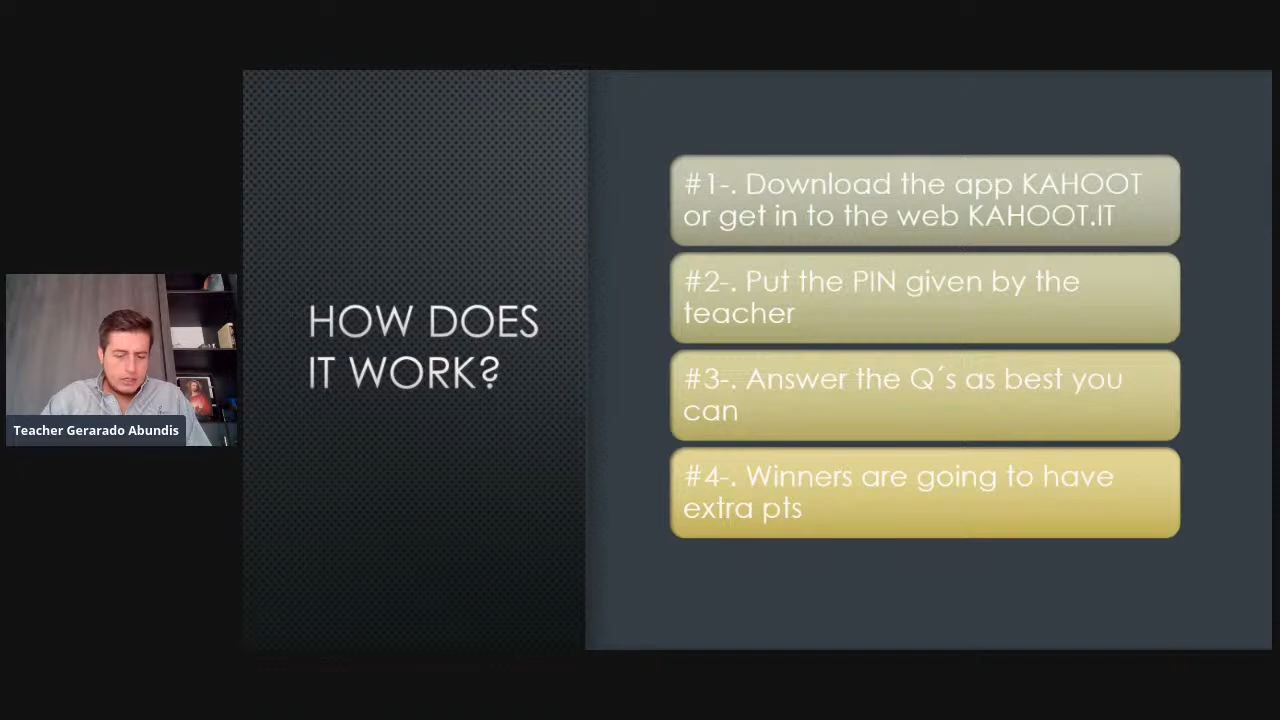 HOW DOES
IT WORK?
#1-. Download the app KAHOOT
or get in to the web KAHOOT.IT
#2-. Put the PIN given by the
teacher
#3-. Answer the Q´s as best you
can
#4-. Winners are going to have
extra pts
Teacher Gerarado Abundis